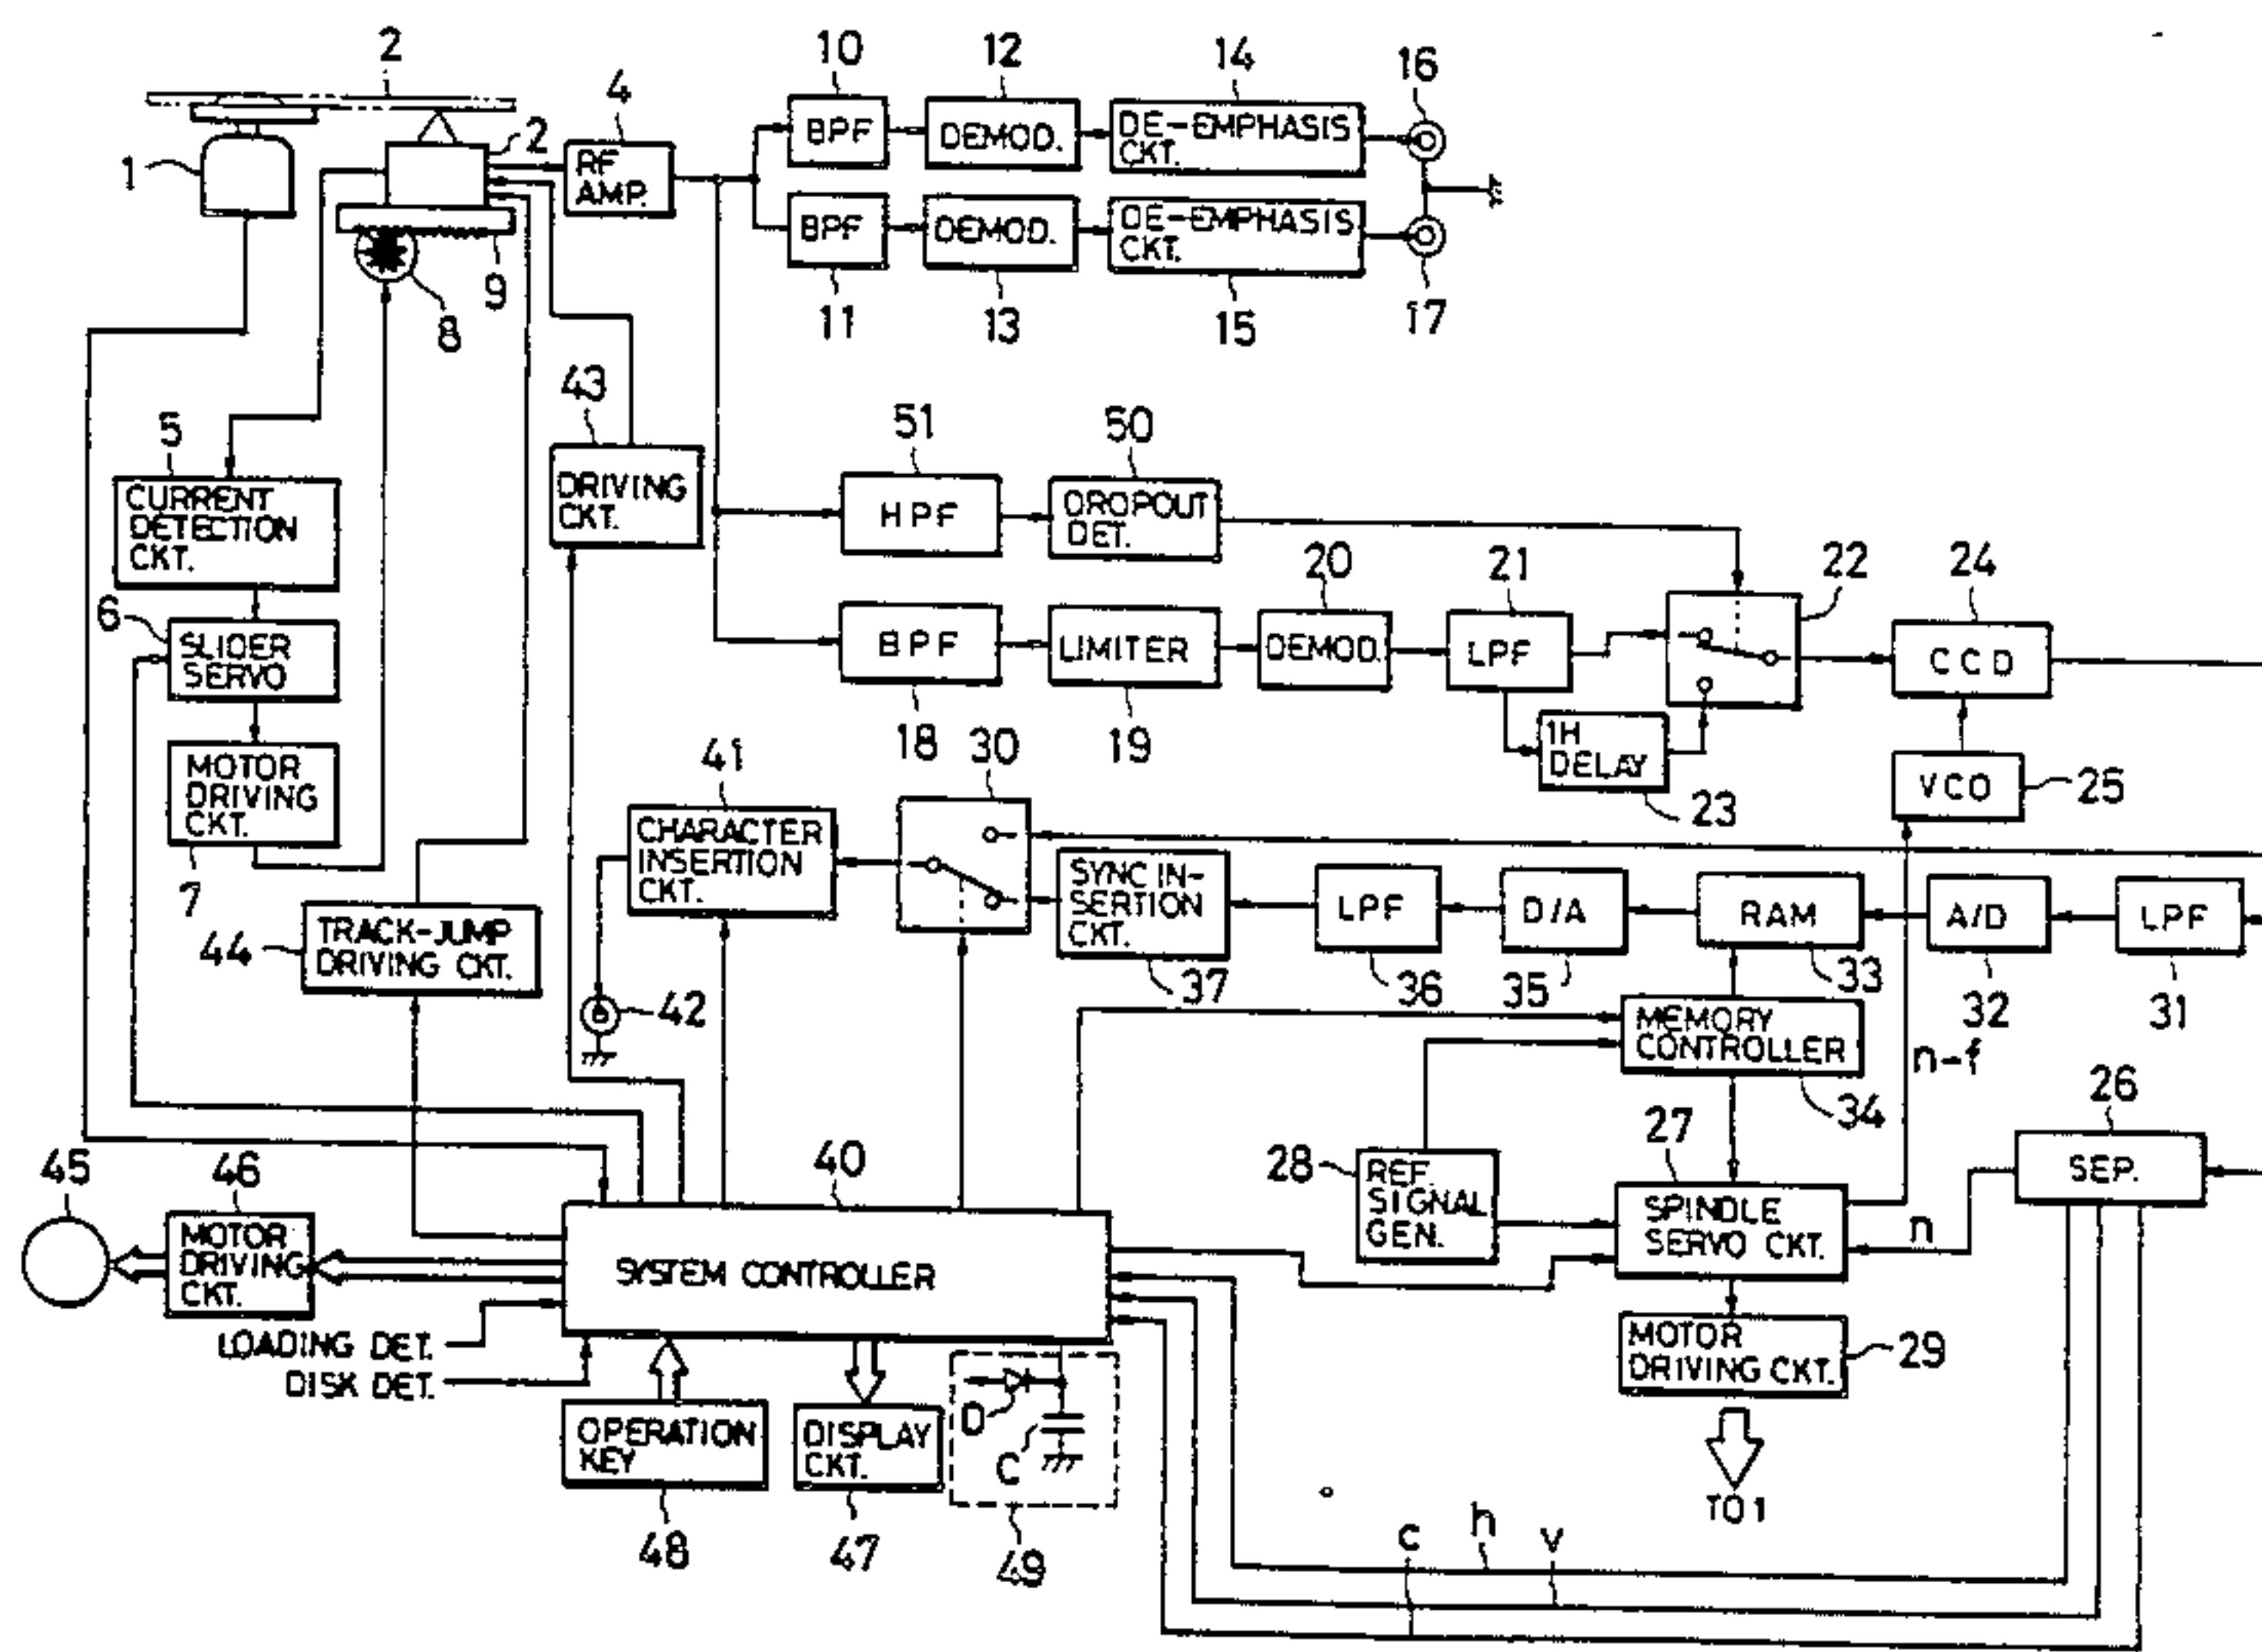 2
10
12
14
16
4
2
1
BPF
DEMOD.
DE-EMPHASIS
CKT.
RF
AMP.
BPF
DEMOD.
DE-EMPHASIS
CKT.
9
8
11
13
15
17
43
5
51
50
DRIVING
CKT.
CURRENT
DETECTION
CKT.
HPF
DROPOUT
DET.
20
21
22
24
6
SLIDER
SERVO
BPF
LIMITER
DEMOD.
LPF
CCD
18
19
30
41
1H
DELAY
23
VCO
25
MOTOR
DRIVING
CKT.
7
CHARACTER
INSERTION
CKT.
SYNC IN-
SERTION
CKT.
LPF
D/A
RAM
A/D
LPF
44
TRACK-JUMP
DRIVING CKT.
37
36
35
33
32
31
42
MEMORY
CONTROLLER
n-f
34
26
27
28
REF.
SIGNAL
GEN.
SEP.
45
46
40
SPINDLE
SERVO CKT.
n
MOTOR
DRIVING
CKT.
SYSTEM CONTROLLER
LOADING DET.
DISK DET.
MOTOR
DRIVING CKT.
29
D
C
OPERATION
KEY
DISPLAY
CKT.
TO 1
48
47
49
c
h
v